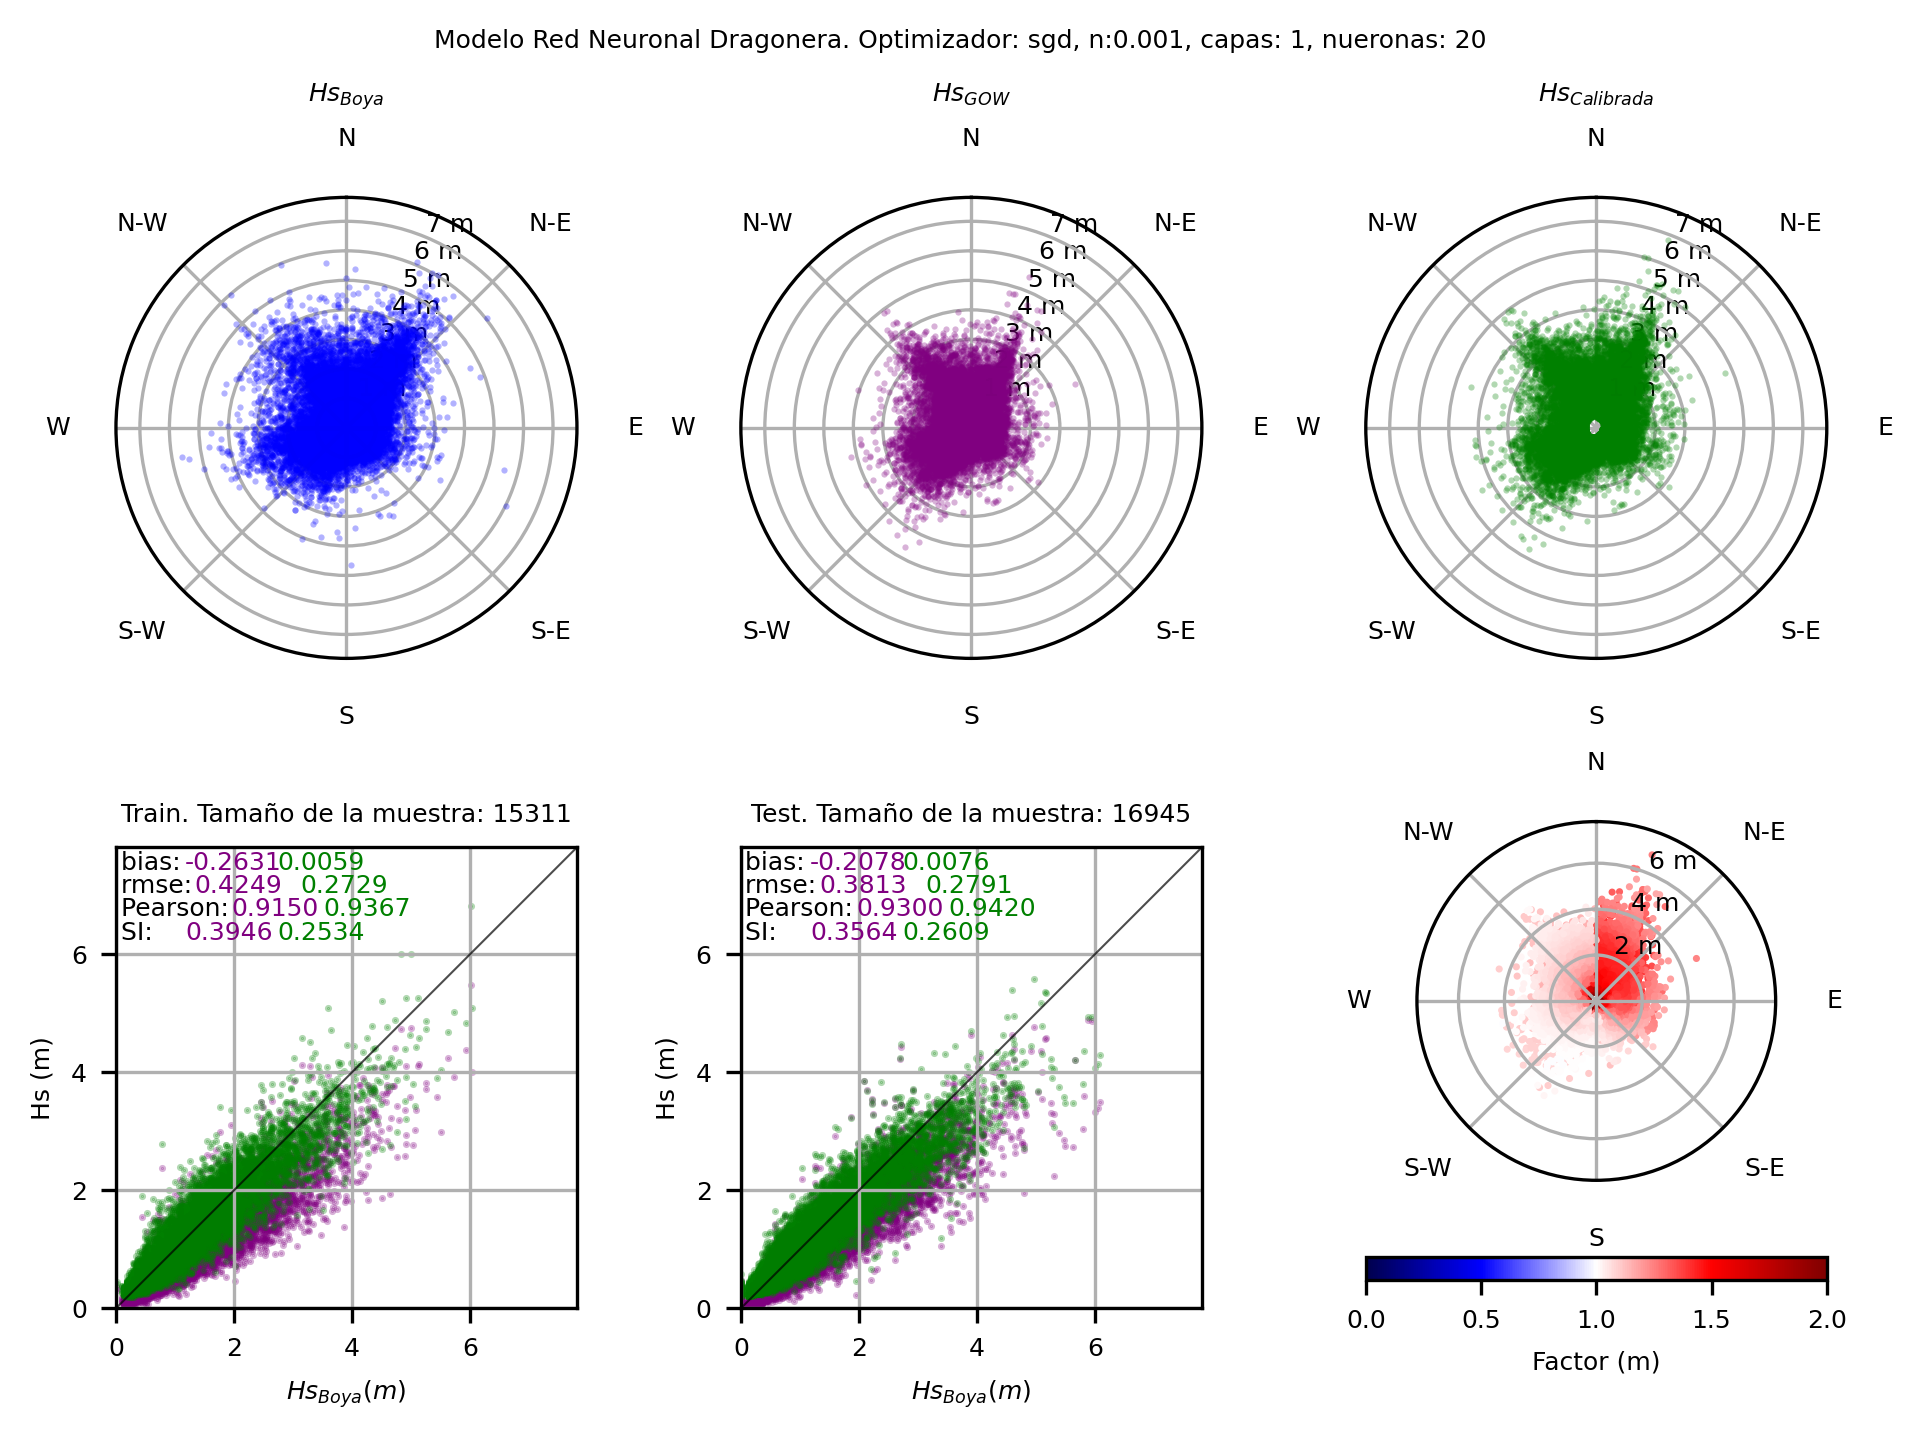 Modelo Red Neuronal Dragonera. Optimizador: sgd, n:0.001, capas: 1, nueronas: 20
Hs_Boya
N
N-W
N-E
7 m
6 m
5 m
4 m
3 m
W
E
S-W
S-E
S
Hs_GOW
N
N-W
N-E
7 m
6 m
5 m
4 m
3 m
m
m
W
E
S-W
S-E
S
Hs_Calibrada
N
N-W
N-E
7 m
6 m
5 m
4 m
3 m
m
W
E
S-W
S-E
S
Train. Tamaño de la muestra: 15311
bias: -0.2631 0.0059
rmse: 0.4249 0.2729
Pearson: 0.9150 0.9367
SI: 0.3946 0.2534
6
4
2
0
Hs (m)
0 2 4 6
Hs_Boya(m)
Test. Tamaño de la muestra: 16945
bias: -0.2078 0.0076
rmse: 0.3813 0.2791
Pearson: 0.9300 0.9420
SI: 0.3564 0.2609
6
4
2
0
Hs (m)
0 2 4 6
Hs_Boya(m)
N
N-W
N-E
6 m
4 m
2 m
W
E
S-W
S-E
S
0.0 0.5 1.0 1.5 2.0
Factor (m)